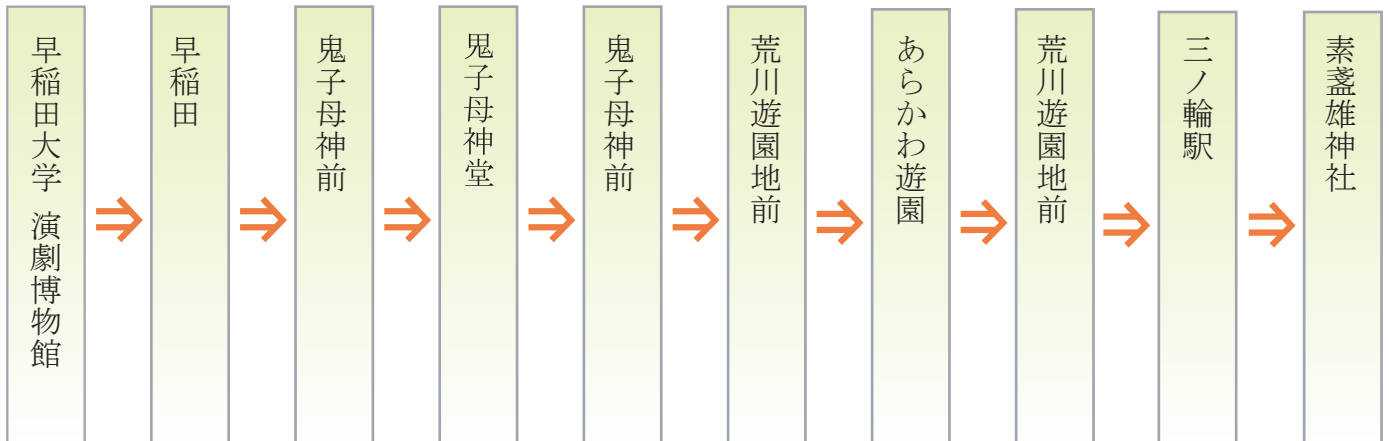 早稲田大学 演劇博物館
早稲田
鬼子母神前
鬼子母神堂
鬼子母神前
荒川遊園地前
あらかわ遊園
荒川遊園地前
三ノ輪駅
素盞雄神社